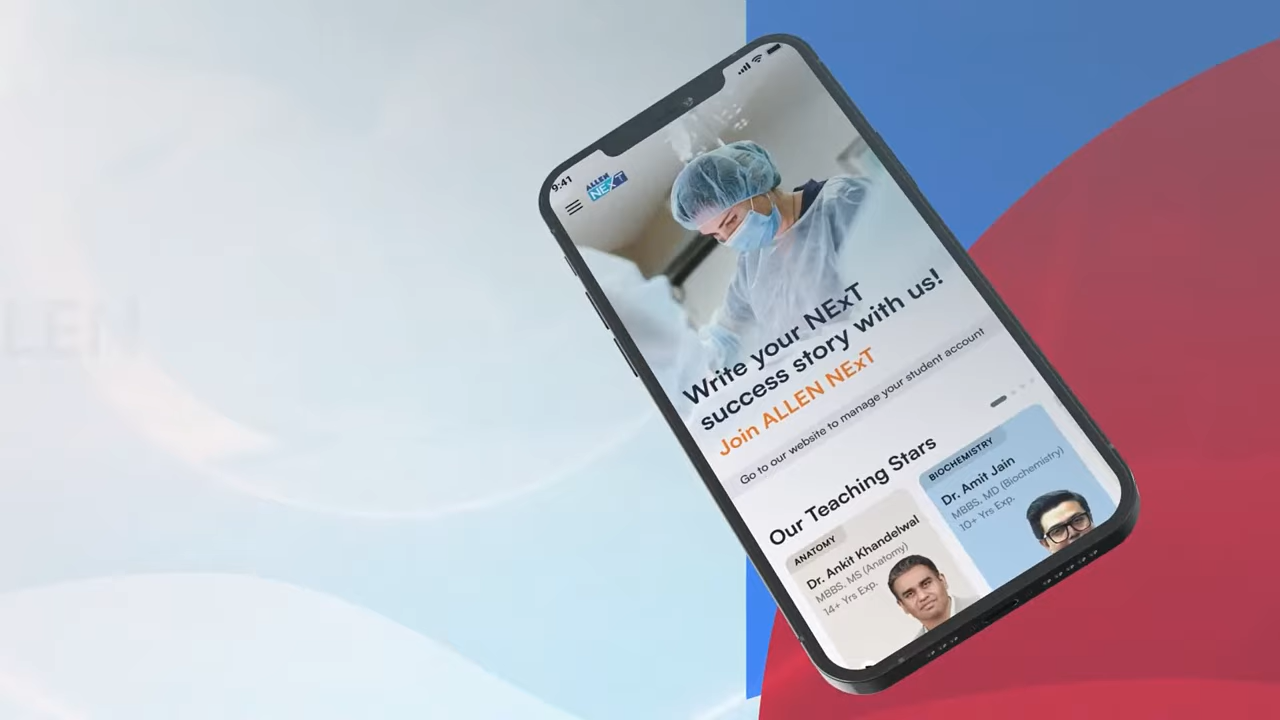 LLEN
9:41
ALLEN
NExT
Write your NExT
success story with us!
Join ALLEN NExT
Go to our website to manage your student account
Our Teaching Stars
ANATOMY
Dr. Ankit Khandelwal
MBBS, MS (Anatomy)
14+ Yrs Exp.
BIOCHEMISTRY
Dr. Amit Jain
MBBS, MD (Biochemistry)
10+ Yrs Exp.